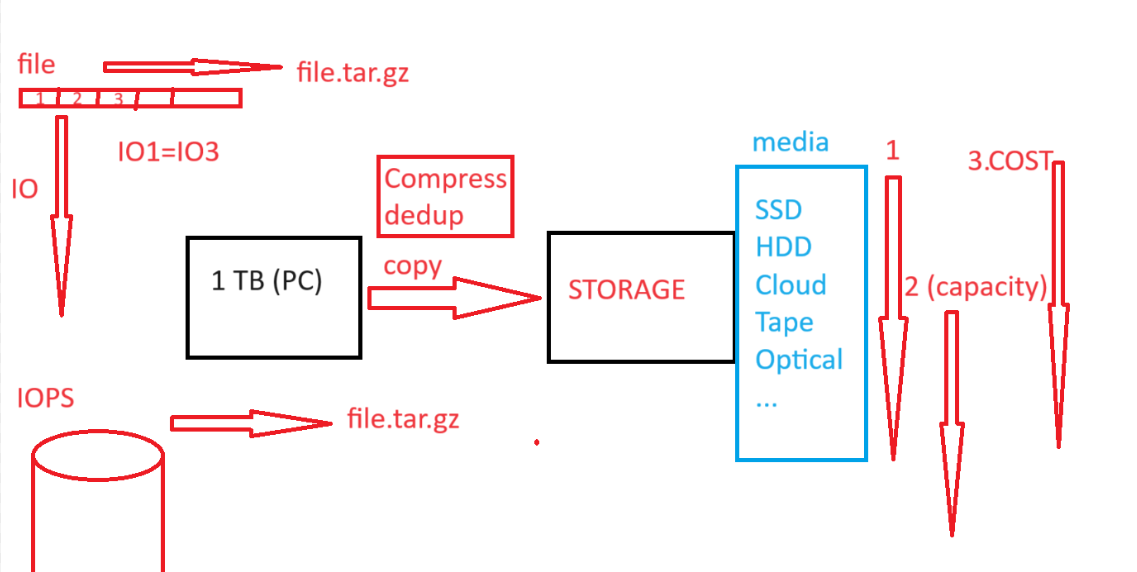 file
file.tar.gz
1 2 3
IO1=IO3
IO
Compress
dedup
copy
1 TB (PC)
STORAGE
media
SSD
HDD
Cloud
Tape
Optical
...
1
2 (capacity)
3.COST
IOPS
file.tar.gz